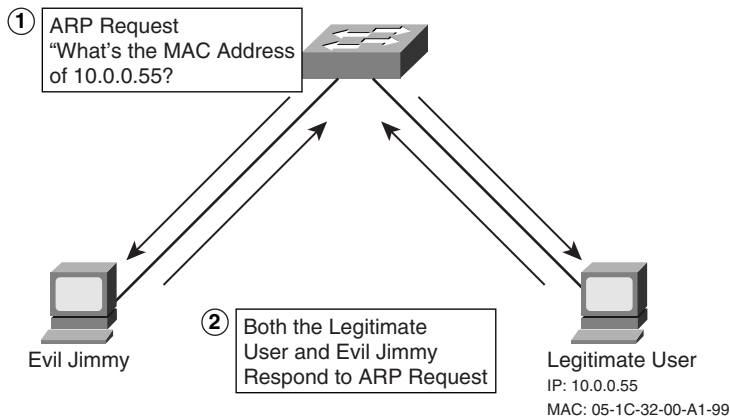 1
ARP Request
“What's the MAC Address
of 10.0.0.55?
2
Both the Legitimate
User and Evil Jimmy
Respond to ARP Request
Evil Jimmy
Legitimate User
IP: 10.0.0.55
MAC: 05-1C-32-00-A1-99